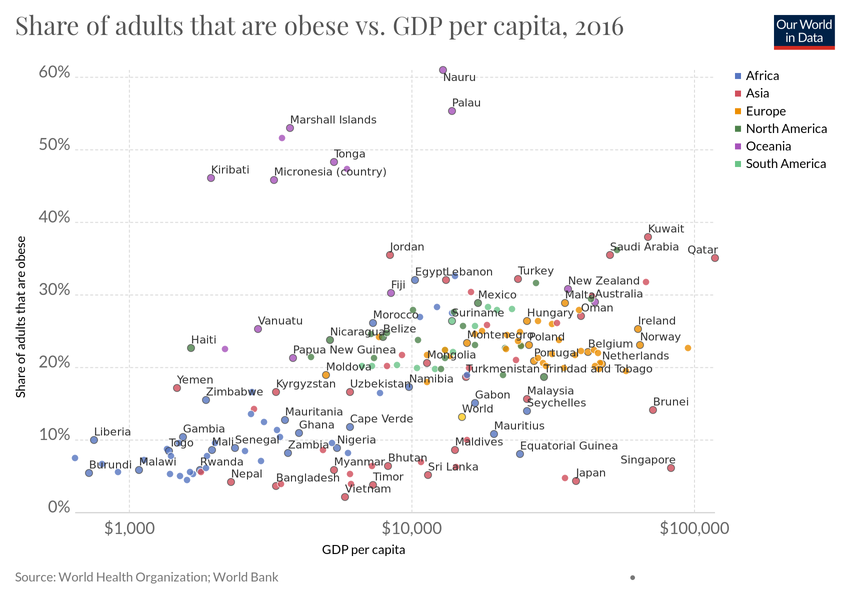 Share of adults that are obese vs. GDP per capita, 2016
Our World
in Data
60%
50%
40%
30%
20%
10%
0%
Share of adults that are obese
$1,000
$10,000
$100,000
GDP per capita
Africa
Asia
Europe
North America
Oceania
South America
Nauru
Palau
Marshall Islands
Tonga
Kiribati
Micronesia (country)
Kuwait
Jordan
Saudi Arabia
Qatar
Egypt
Lebanon
Turkey
Fiji
New Zealand
Mexico
Malta
Australia
Vanuatu
Morocco
Suriname
Hungary
Oman
Ireland
Haiti
Nicaragua
Belize
Montenegro
Poland
Belgium
Norway
Papua New Guinea
Mongolia
Portugal
Netherlands
Moldova
Turkmenistan
Trinidad and Tobago
Yemen
Kyrgyzstan
Uzbekistan
Namibia
Zimbabwe
Gabon
Malaysia
Seychelles
Brunei
Mauritania
World
Liberia
Gambia
Ghana
Cape Verde
Mauritius
Togo
Mali
Senegal
Zambia
Nigeria
Maldives
Equatorial Guinea
Burundi
Malawi
Rwanda
Myanmar
Bhutan
Sri Lanka
Singapore
Nepal
Bangladesh
Timor
Japan
Vietnam
Source: World Health Organization; World Bank